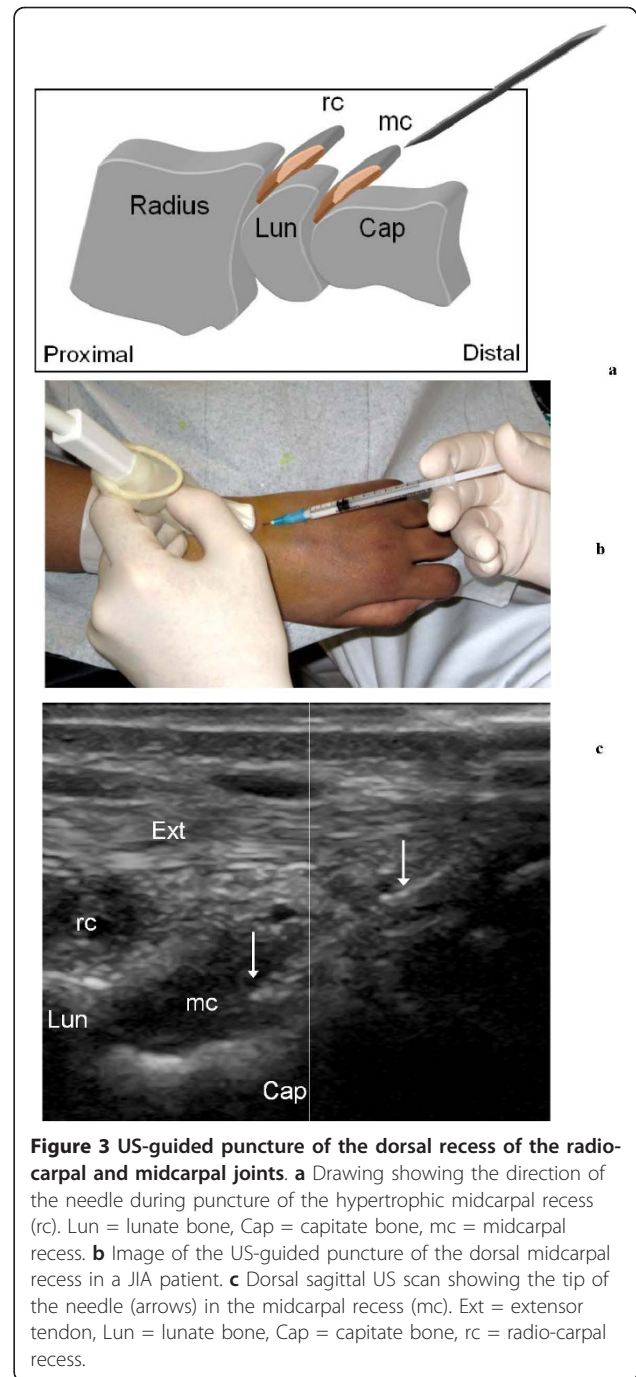 rc
mc
Radius
Lun
Cap
Proximal
Distal
a
b
c
Ext
rc
Lun
mc
Cap
Figure 3 US-guided puncture of the dorsal recess of the radio-
carpal and midcarpal joints. a Drawing showing the direction of
the needle during puncture of the hypertrophic midcarpal recess
(rc). Lun = lunate bone, Cap = capitate bone, mc = midcarpal
recess. b Image of the US-guided puncture of the dorsal midcarpal
recess in a JIA patient. c Dorsal sagittal US scan showing the tip of
the needle (arrows) in the midcarpal recess (mc). Ext = extensor
tendon, Lun = lunate bone, Cap = capitate bone, rc = radio-carpal
recess.